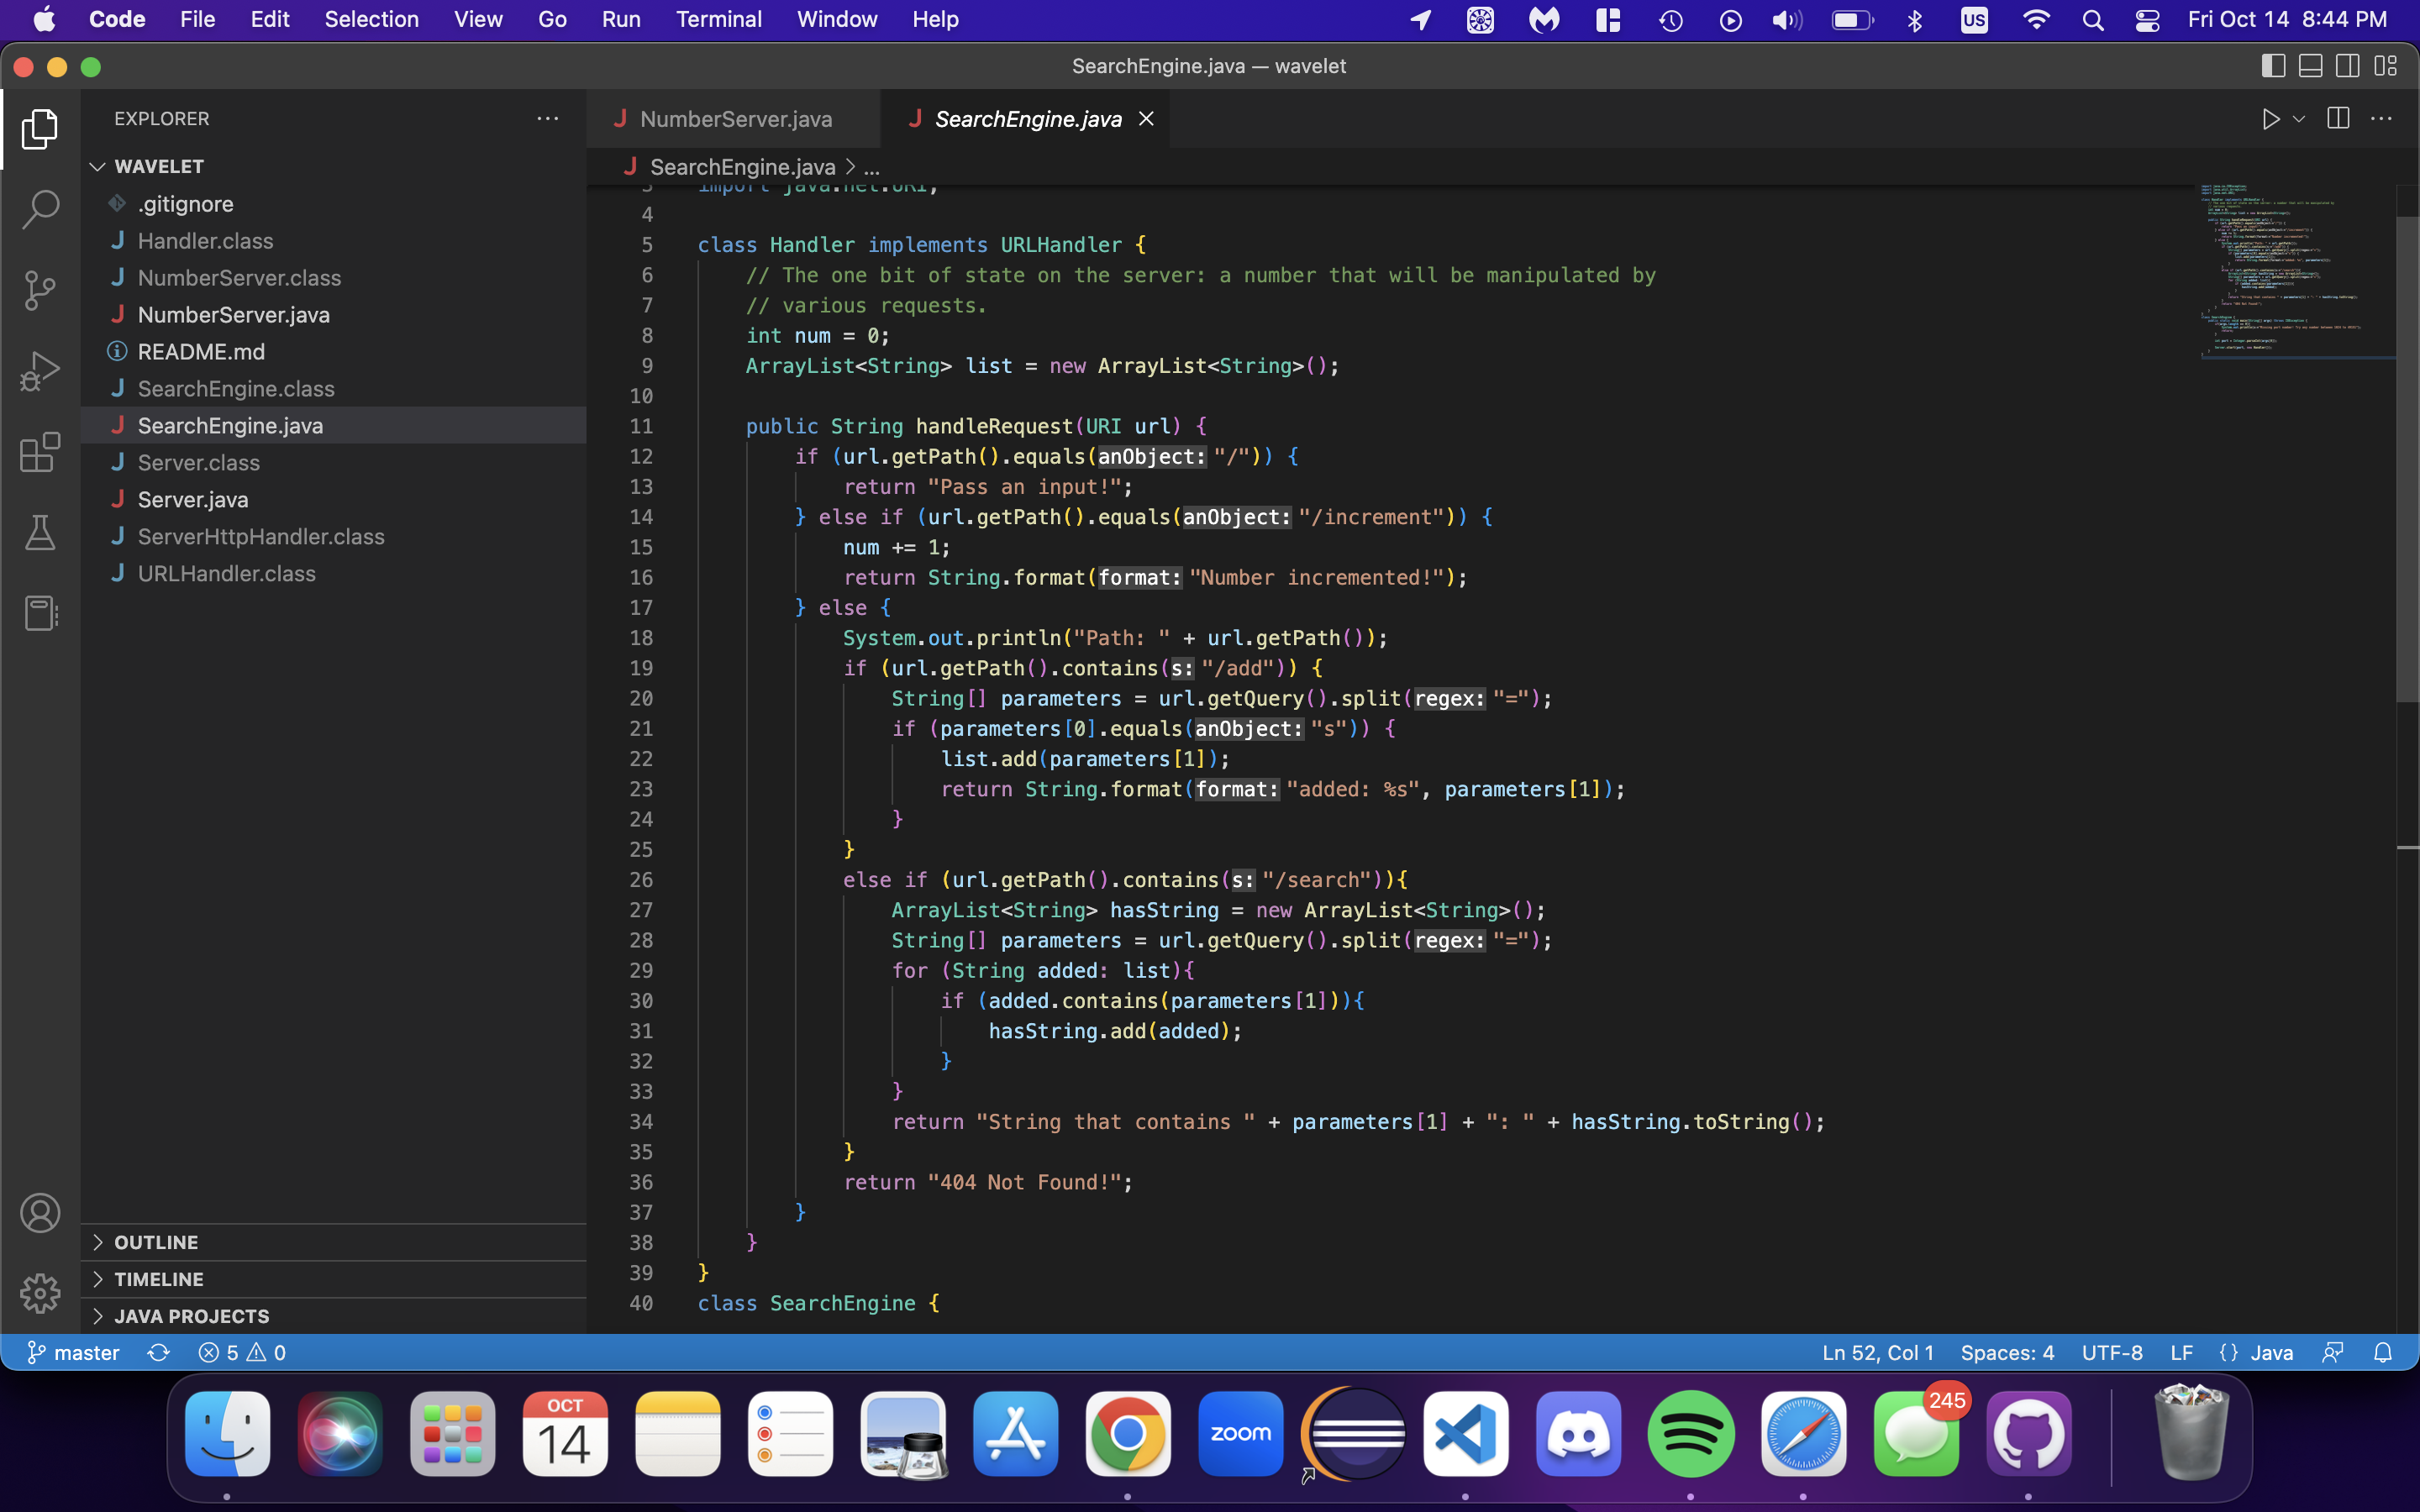 Code File Edit Selection View Go Run Terminal Window Help US Fri Oct 14 8:44 PM
SearchEngine.java — wavelet
EXPLORER
WAVELET
.gitignore
Handler.class
NumberServer.class
NumberServer.java
README.md
SearchEngine.class
SearchEngine.java
Server.class
Server.java
ServerHttpHandler.class
URLHandler.class
OUTLINE
TIMELINE
JAVA PROJECTS
NumberServer.java SearchEngine.java
SearchEngine.java > ...
3 import java.net.URI;
4
5 class Handler implements URLHandler {
6 // The one bit of state on the server: a number that will be manipulated by
7 // various requests.
8 int num = 0;
9 ArrayList<String> list = new ArrayList<String>();
10
11 public String handleRequest(URI url) {
12 if (url.getPath().equals(anObject: "/")) {
13 return "Pass an input!";
14 } else if (url.getPath().equals(anObject: "/increment")) {
15 num += 1;
16 return String.format(format: "Number incremented!");
17 } else {
18 System.out.println("Path: " + url.getPath());
19 if (url.getPath().contains(s: "/add")) {
20 String[] parameters = url.getQuery().split(regex: "=");
21 if (parameters[0].equals(anObject: "s")) {
22 list.add(parameters[1]);
23 return String.format(format: "added: %s", parameters[1]);
24 }
25 }
26 else if (url.getPath().contains(s: "/search")){
27 ArrayList<String> hasString = new ArrayList<String>();
28 String[] parameters = url.getQuery().split(regex: "=");
29 for (String added: list){
30 if (added.contains(parameters[1])){
31 hasString.add(added);
32 }
33 }
34 return "String that contains " + parameters[1] + ": " + hasString.toString();
35 }
36 return "404 Not Found!";
37 }
38 }
39 }
40 class SearchEngine {
master 5 0 Ln 52, Col 1 Spaces: 4 UTF-8 LF {} Java
OCT
14
zoom
245